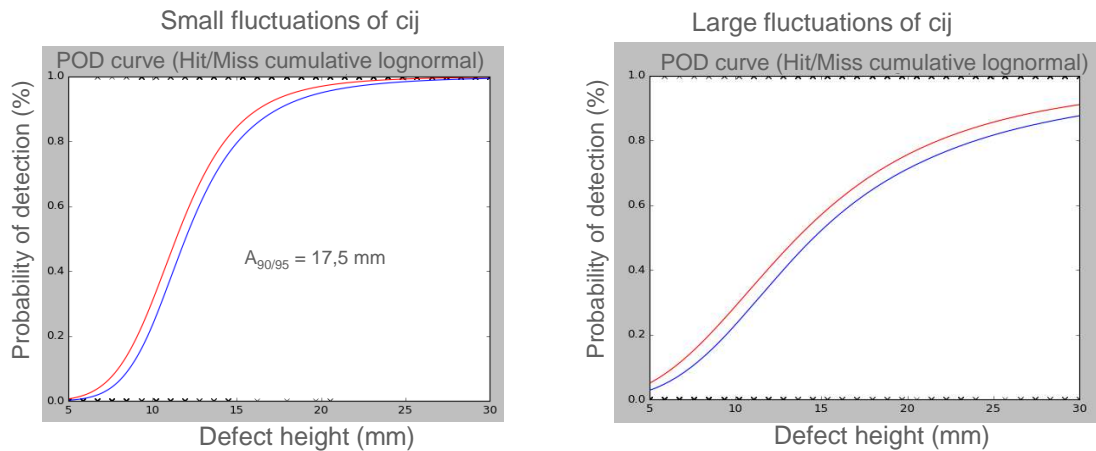 Small fluctuations of cij
POD curve (Hit/Miss cumulative lognormal)
Probability of detection (%)
1.0
0.8
0.6
0.4
0.2
0.0
A90/95 = 17,5 mm
5
10
15
20
25
30
Defect height (mm)
Large fluctuations of cij
POD curve (Hit/Miss cumulative lognormal)
Probability of detection (%)
1.0
0.8
0.6
0.4
0.2
0.0
5
10
15
20
25
30
Defect height (mm)